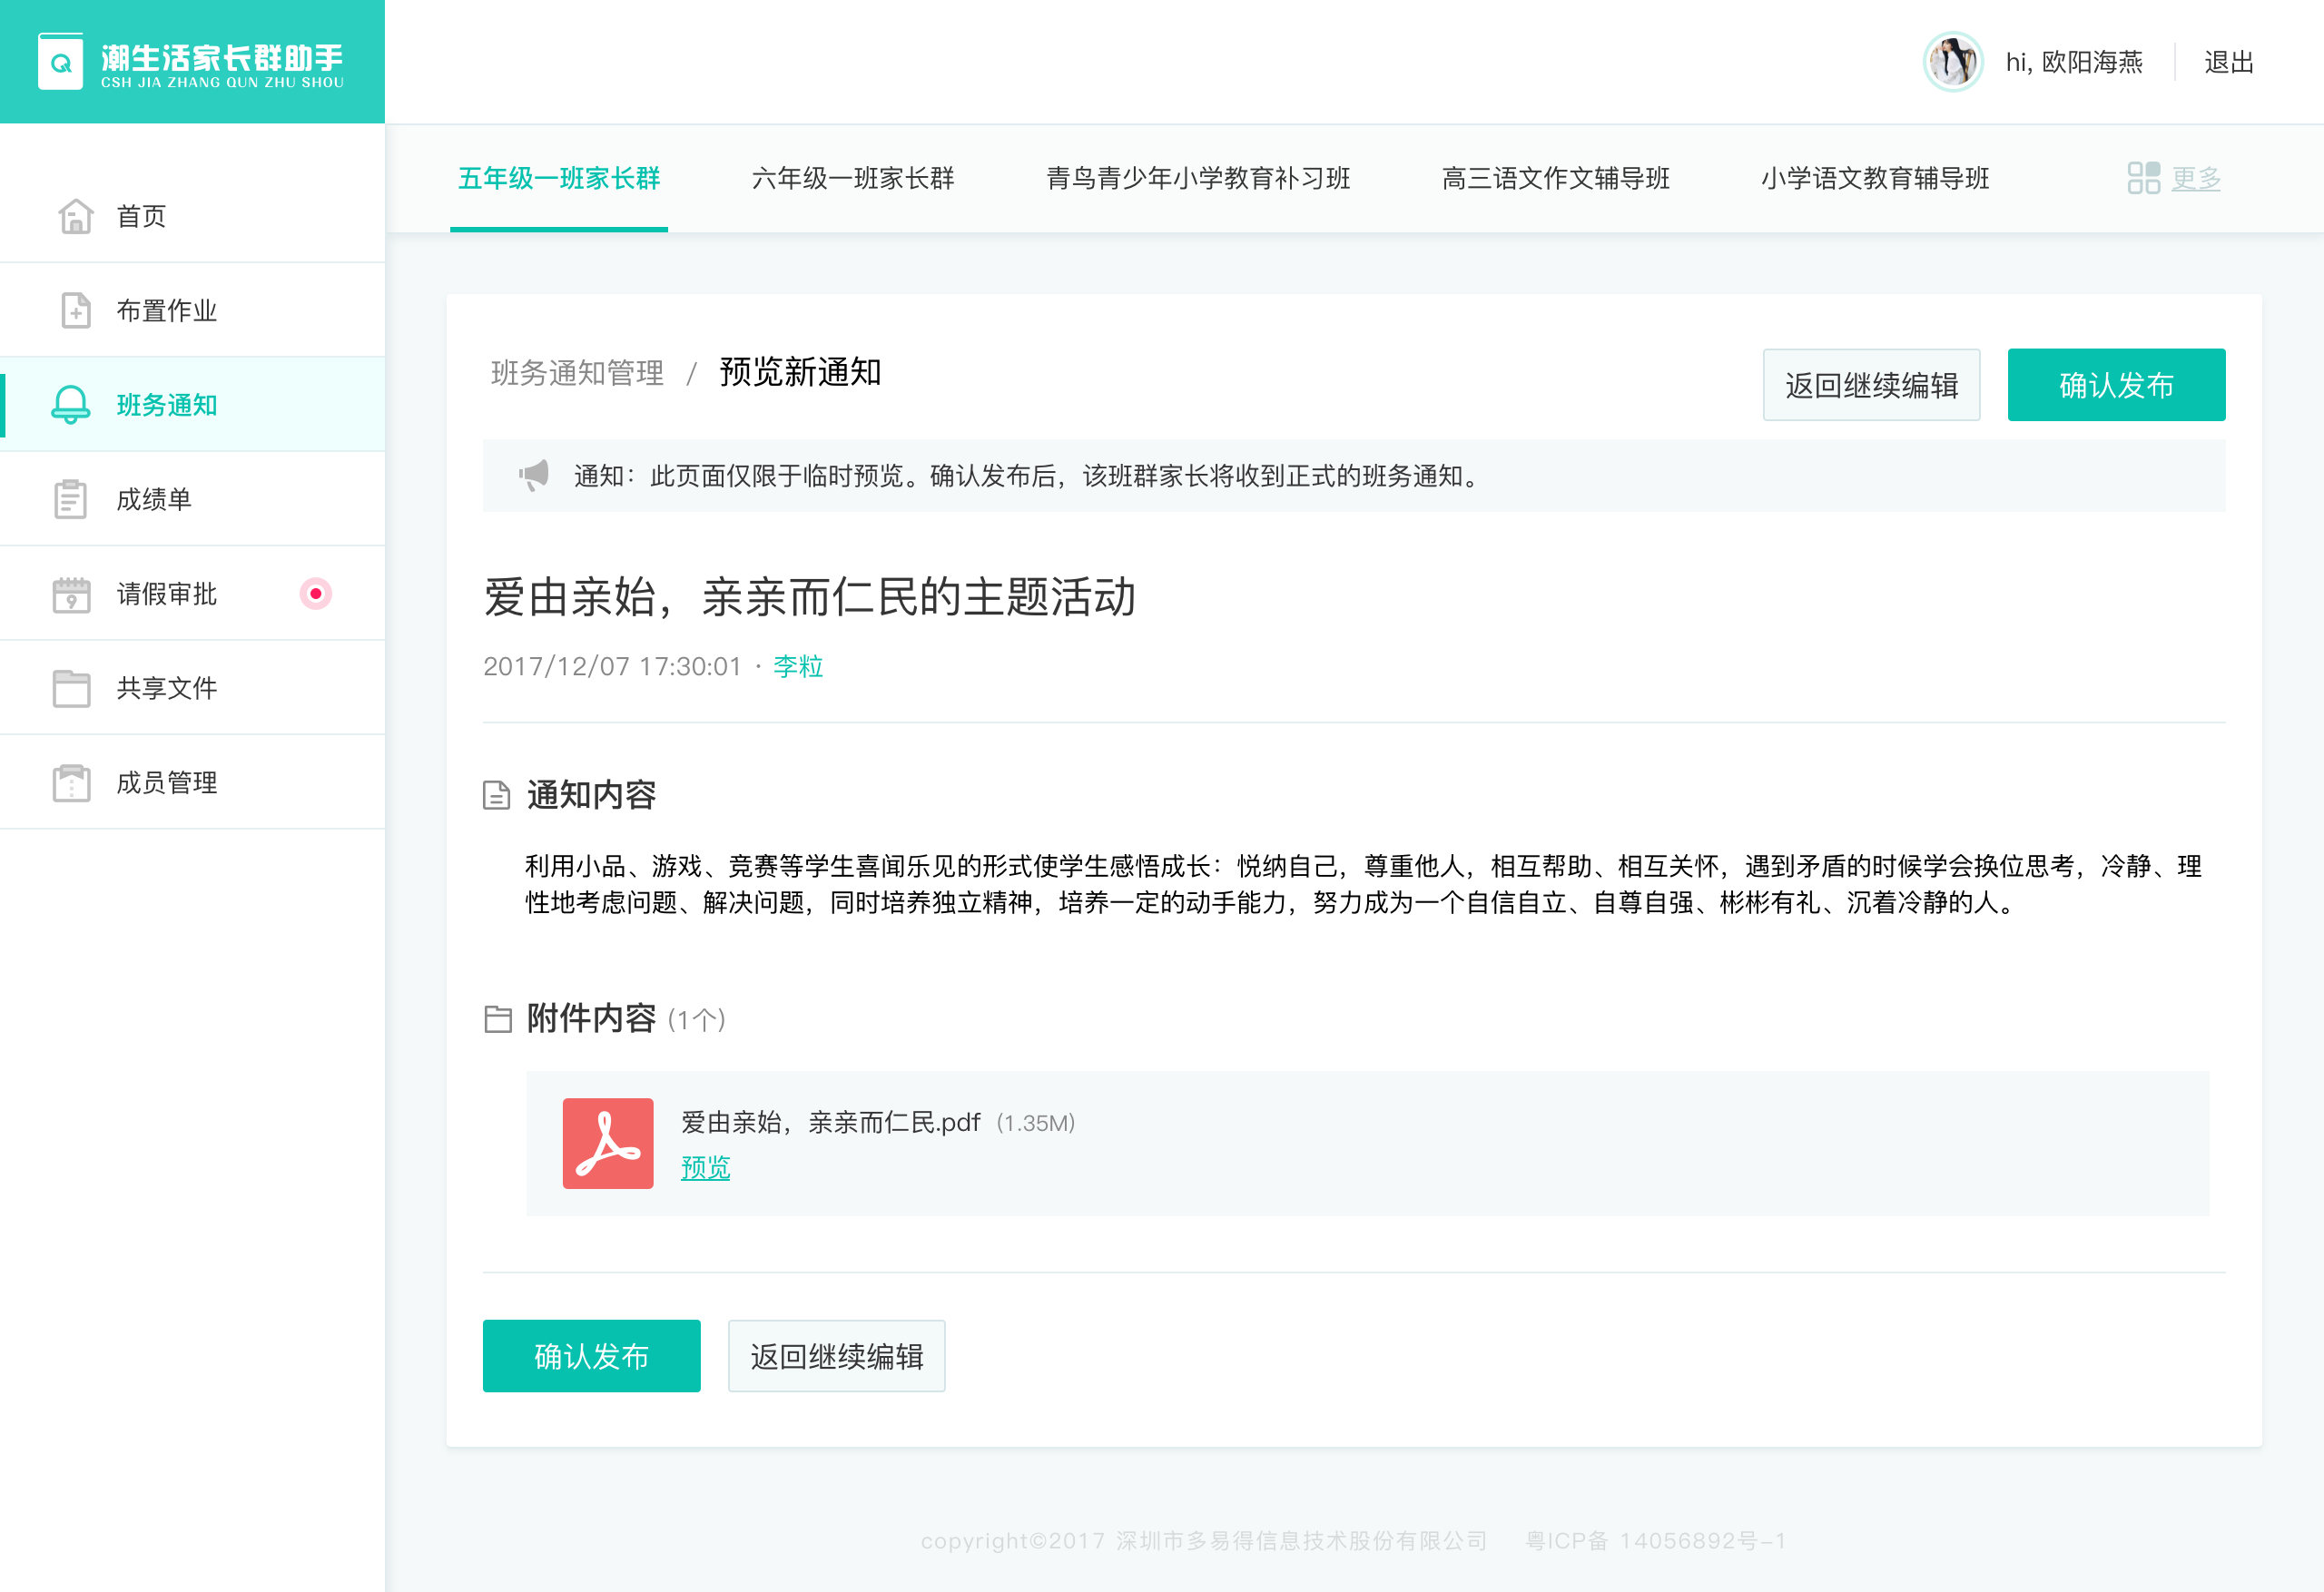 潮生活家长群助手
CSH JIA ZHANG QUN ZHU SHOU
hi, 欧阳海燕
退出
首页
布置作业
班务通知
成绩单
请假审批
共享文件
成员管理
五年级一班家长群
六年级一班家长群
青鸟青少年小学教育补习班
高三语文作文辅导班
小学语文教育辅导班
更多
班务通知管理 / 预览新通知
返回继续编辑
确认发布
通知：此页面仅限于临时预览。确认发布后，该班群家长将收到正式的班务通知。
爱由亲始，亲亲而仁民的主题活动
2017/12/07 17:30:01 · 李粒
通知内容
利用小品、游戏、竞赛等学生喜闻乐见的形式使学生感悟成长：悦纳自己，尊重他人，相互帮助、相互关怀，遇到矛盾的时候学会换位思考，冷静、理
性地考虑问题、解决问题，同时培养独立精神，培养一定的动手能力，努力成为一个自信自立、自尊自强、彬彬有礼、沉着冷静的人。
附件内容 (1个)
爱由亲始，亲亲而仁民.pdf (1.35M)
预览
确认发布
返回继续编辑
copyright©2017 深圳市多易得信息技术股份有限公司 粤ICP备 14056892号-1